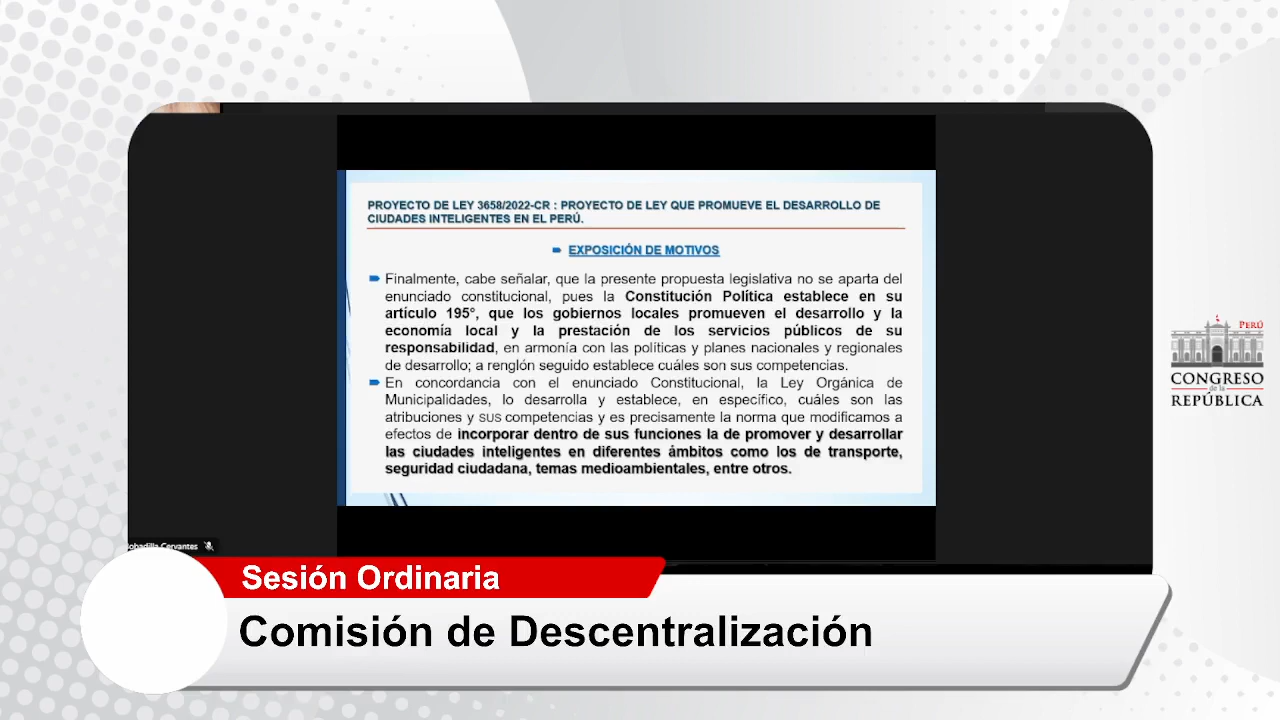 PROYECTO DE LEY 3658/2022-CR : PROYECTO DE LEY QUE PROMUEVE EL DESARROLLO DE
CIUDADES INTELIGENTES EN EL PERÚ.
EXPOSICIÓN DE MOTIVOS
Finalmente, cabe señalar, que la presente propuesta legislativa no se aparta del
enunciado constitucional, pues la Constitución Política establece en su
artículo 195°, que los gobiernos locales promueven el desarrollo y la
economía local y la prestación de los servicios públicos de su
responsabilidad, en armonía con las políticas y planes nacionales y regionales
de desarrollo; a renglón seguido establece cuáles son sus competencias.
En concordancia con el enunciado Constitucional, la Ley Orgánica de
Municipalidades, lo desarrolla y establece, en específico, cuáles son las
atribuciones y sus competencias y es precisamente la norma que modificamos a
efectos de incorporar dentro de sus funciones la de promover y desarrollar
las ciudades inteligentes en diferentes ámbitos como los de transporte,
seguridad ciudadana, temas medioambientales, entre otros.
PERÚ
CONGRESO
de la
REPÚBLICA
Cervantes
Sesión Ordinaria
Comisión de Descentralización